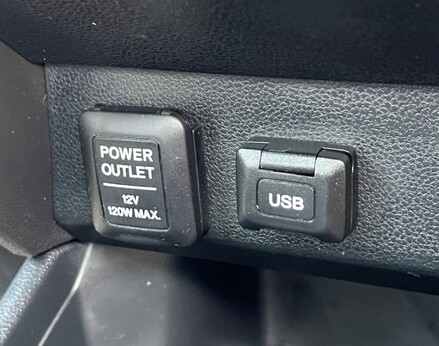 POWER
OUTLET
12V
120W MAX.
USB